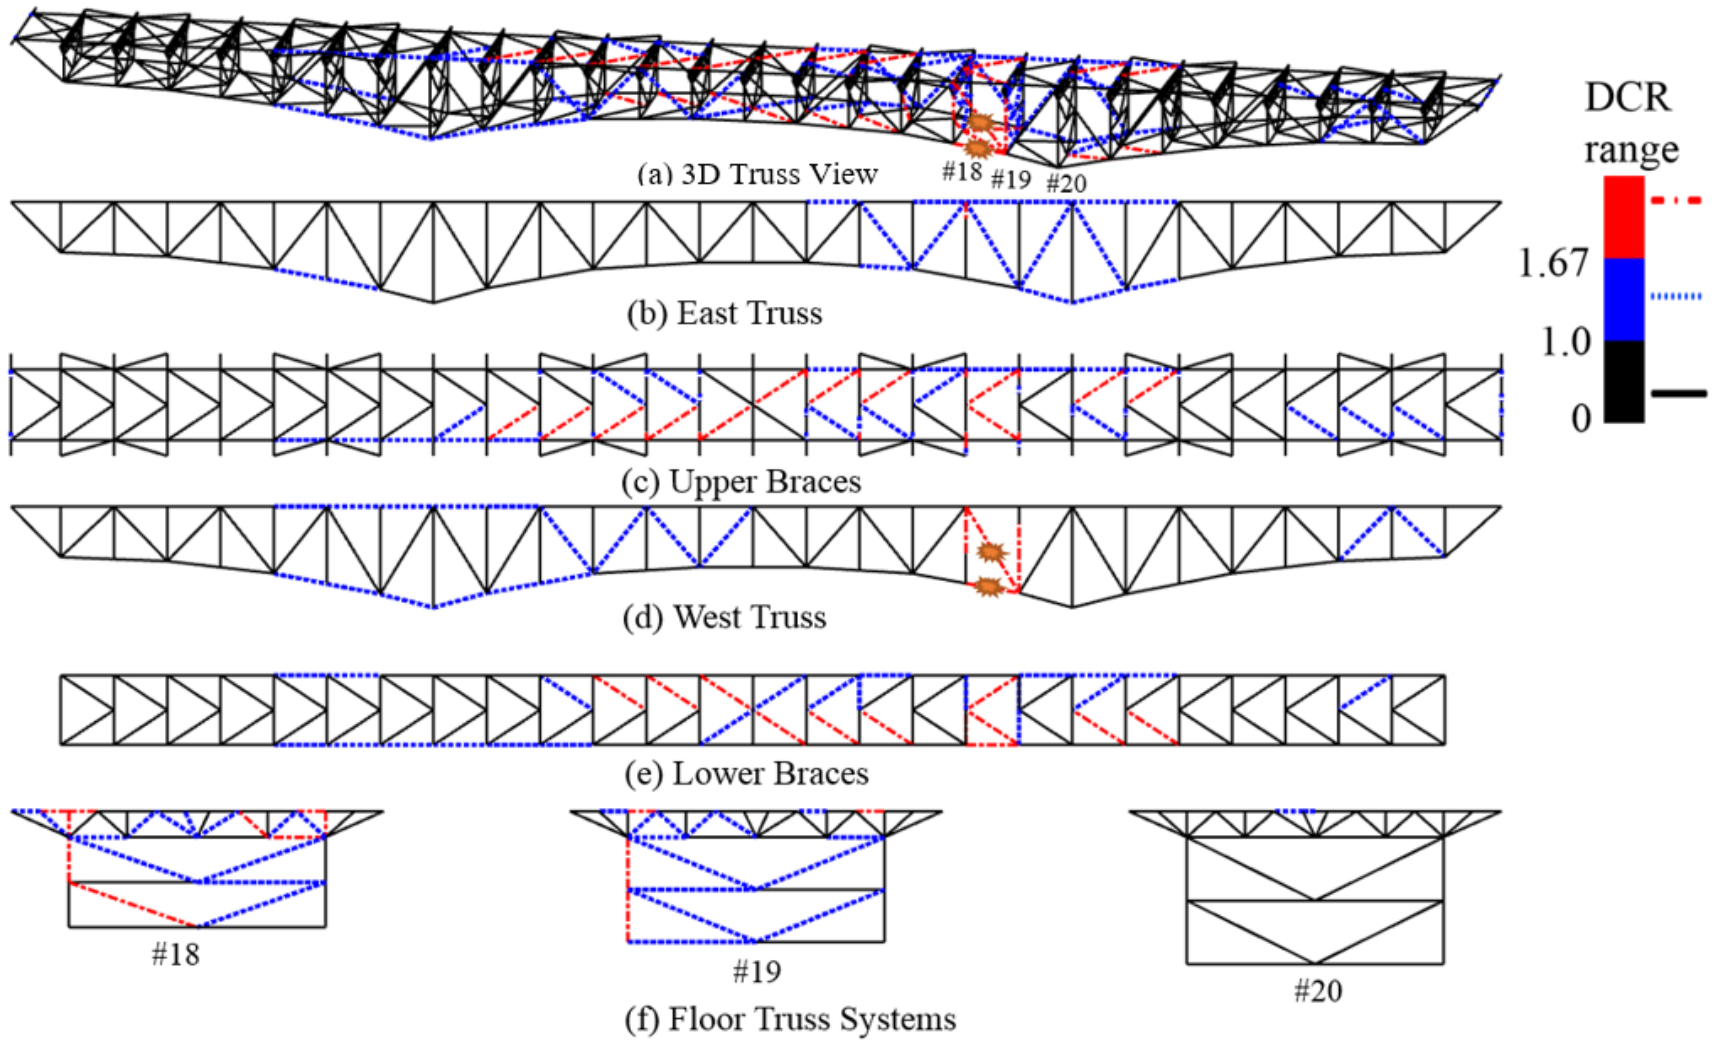 DCR
range
1.67
1.0
0
(a) 3D Truss View
#18
#19
#20
(b) East Truss
(c) Upper Braces
(d) West Truss
(e) Lower Braces
#18
#19
#20
(f) Floor Truss Systems